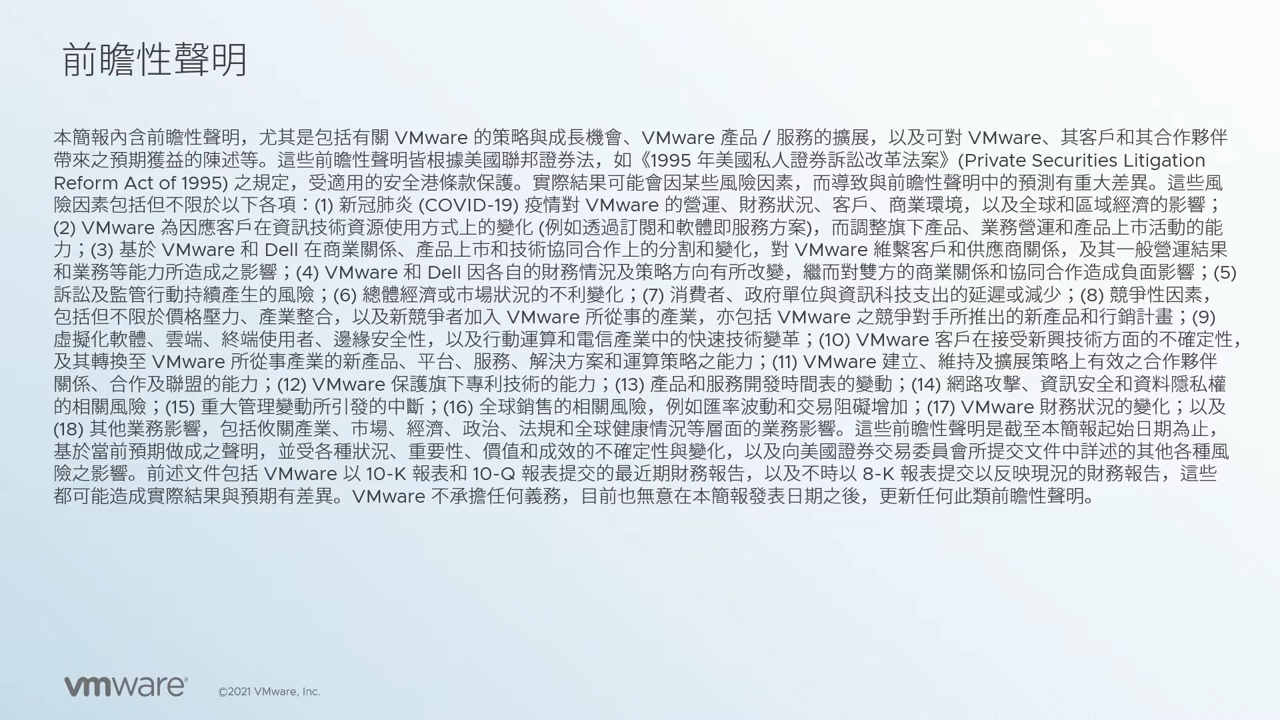 前瞻性聲明
本簡報內含前瞻性聲明，尤其是包括有關 VMware 的策略與成長機會、VMware 產品 / 服務的擴展，以及可對 VMware、其客戶和其合作夥伴
帶來之預期獲益的陳述等。這些前瞻性聲明皆根據美國聯邦證券法，如《1995 年美國私人證券訴訟改革法案》(Private Securities Litigation
Reform Act of 1995) 之規定，受適用的安全港條款保護。實際結果可能會因某些風險因素，而導致與前瞻性聲明中的預測有重大差異。這些風
險因素包括但不限於以下各項：(1) 新冠肺炎 (COVID-19) 疫情對 VMware 的營運、財務狀況、客戶、商業環境，以及全球和區域經濟的影響；
(2) VMware 為因應客戶在資訊技術資源使用方式上的變化 (例如透過訂閱和軟體即服務方案)，而調整旗下產品、業務營運和產品上市活動的能
力；(3) 基於 VMware 和 Dell 在商業關係、產品上市和技術協同合作上的分割和變化，對 VMware 維繫客戶和供應商關係，及其一般營運結果
和業務等能力所造成之影響；(4) VMware 和 Dell 因各自的財務情況及策略方向有所改變，繼而對雙方的商業關係和協同合作造成負面影響；(5)
訴訟及監管行動持續產生的風險；(6) 總體經濟或市場狀況的不利變化；(7) 消費者、政府單位與資訊科技支出的延遲或減少；(8) 競爭性因素，
包括但不限於價格壓力、產業整合，以及新競爭者加入 VMware 所從事的產業，亦包括 VMware 之競爭對手所推出的新產品和行銷計畫；(9)
虛擬化軟體、雲端、終端使用者、邊緣安全性，以及行動運算和電信產業中的快速技術變革；(10) VMware 客戶在接受新興技術方面的不確定性，
及其轉換至 VMware 所從事產業的新產品、平台、服務、解決方案和運算策略之能力；(11) VMware 建立、維持及擴展策略上有效之合作夥伴
關係、合作及聯盟的能力；(12) VMware 保護旗下專利技術的能力；(13) 產品和服務開發時間表的變動；(14) 網路攻擊、資訊安全和資料隱私權
的相關風險；(15) 重大管理變動所引發的中斷；(16) 全球銷售的相關風險，例如匯率波動和交易阻礙增加；(17) VMware 財務狀況的變化；以及
(18) 其他業務影響，包括攸關產業、市場、經濟、政治、法規和全球健康情況等層面的業務影響。這些前瞻性聲明是截至本簡報起始日期為止，
基於當前預期做成之聲明，並受各種狀況、重要性、價值和成效的不確定性與變化，以及向美國證券交易委員會所提交文件中詳述的其他各種風
險之影響。前述文件包括 VMware 以 10-K 報表和 10-Q 報表提交的最近期財務報告，以及不時以 8-K 報表提交以反映現況的財務報告，這些
都可能造成實際結果與預期有差異。VMware 不承擔任何義務，目前也無意在本簡報發表日期之後，更新任何此類前瞻性聲明。
vmware® ©2021 VMware, Inc.